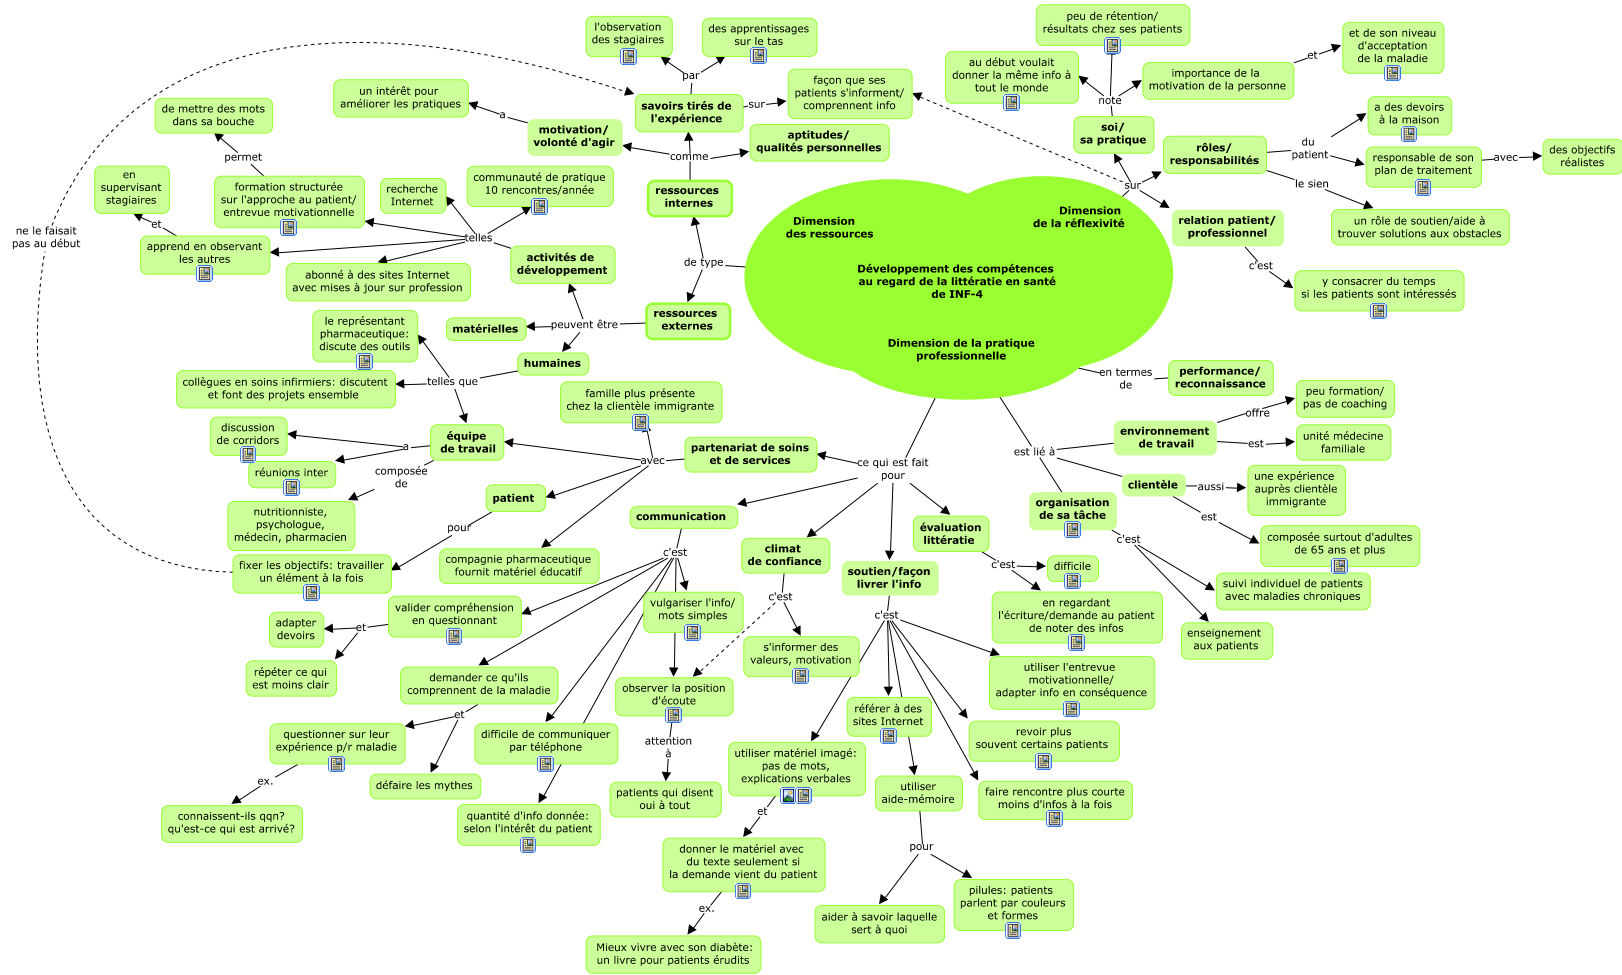 peu de rétention/
résultats chez ses patients
l'observation
des stagiaires
des apprentissages
sur le tas
et de son niveau
d'acceptation
de la maladie
et
par
au début voulait
donner la même info à
tout le monde
importance de la
motivation de la personne
note
façon que ses
patients s'informent/
comprennent info
sur
savoirs tirés de
l'expérience
un intérêt pour
améliorer les pratiques
a
motivation/
volonté d'agir
comme
aptitudes/
qualités personnelles
soi/
sa pratique
a des devoirs
à la maison
rôles/
responsabilités
du
patient
responsable de son
plan de traitement
avec
des objectifs
réalistes
le sien
un rôle de soutien/aide à
trouver solutions aux obstacles
sur
relation patient/
professionnel
c'est
y consacrer du temps
si les patients sont intéressés
de mettre des mots
dans sa bouche
permet
formation structurée
sur l'approche au patient/
entrevue motivationnelle
recherche
Internet
communauté de pratique
10 rencontres/année
en
supervisant
stagiaires
et
apprend en observant
les autres
telles
abonné à des sites Internet
avec mises à jour sur profession
activités de
développement
ressources
internes
de type
ressources
externes
ne le faisait
pas au début
Dimension
des ressources
Dimension
de la réflexivité
Développement des compétences
au regard de la littératie en santé
de INF-4
Dimension de la pratique
professionnelle
peuvent être
matérielles
humaines
le représentant
pharmaceutique:
discute des outils
telles que
collègues en soins infirmiers: discutent
et font des projets ensemble
en termes
de
performance/
reconnaissance
famille plus présente
chez la clientèle immigrante
discussion
de corridors
a
équipe
de travail
réunions inter
composée
de
nutritionniste,
psychologue,
médecin, pharmacien
avec
partenariat de soins
et de services
ce qui est fait
pour
patient
pour
fixer les objectifs: travailler
un élément à la fois
compagnie pharmaceutique
fournit matériel éducatif
est lié à
environnement
de travail
offre
peu formation/
pas de coaching
est
unité médecine
familiale
clientèle
aussi
une expérience
auprès clientèle
immigrante
est
composée surtout d'adultes
de 65 ans et plus
organisation
de sa tâche
c'est
suivi individuel de patients
avec maladies chroniques
enseignement
aux patients
communication
c'est
valider compréhension
en questionnant
et
adapter
devoirs
répéter ce qui
est moins clair
vulgariser l'info/
mots simples
demander ce qu'ils
comprennent de la maladie
et
questionner sur leur
expérience p/r maladie
ex.
connaissent-ils qqn?
qu'est-ce qui est arrivé?
défaire les mythes
difficile de communiquer
par téléphone
quantité d'info donnée:
selon l'intérêt du patient
observer la position
d'écoute
attention
à
patients qui disent
oui à tout
climat
de confiance
c'est
s'informer des
valeurs, motivation
évaluation
littératie
c'est
difficile
en regardant
l'écriture/demande au patient
de noter des infos
soutien/façon
livrer l'info
c'est
utiliser l'entrevue
motivationnelle/
adapter info en conséquence
référer à des
sites Internet
revoir plus
souvent certains patients
faire rencontre plus courte
moins d'infos à la fois
utiliser matériel imagé:
pas de mots,
explications verbales
et
donner le matériel avec
du texte seulement si
la demande vient du patient
ex.
Mieux vivre avec son diabète:
un livre pour patients érudits
utiliser
aide-mémoire
pour
aider à savoir laquelle
sert à quoi
pilules: patients
parlent par couleurs
et formes